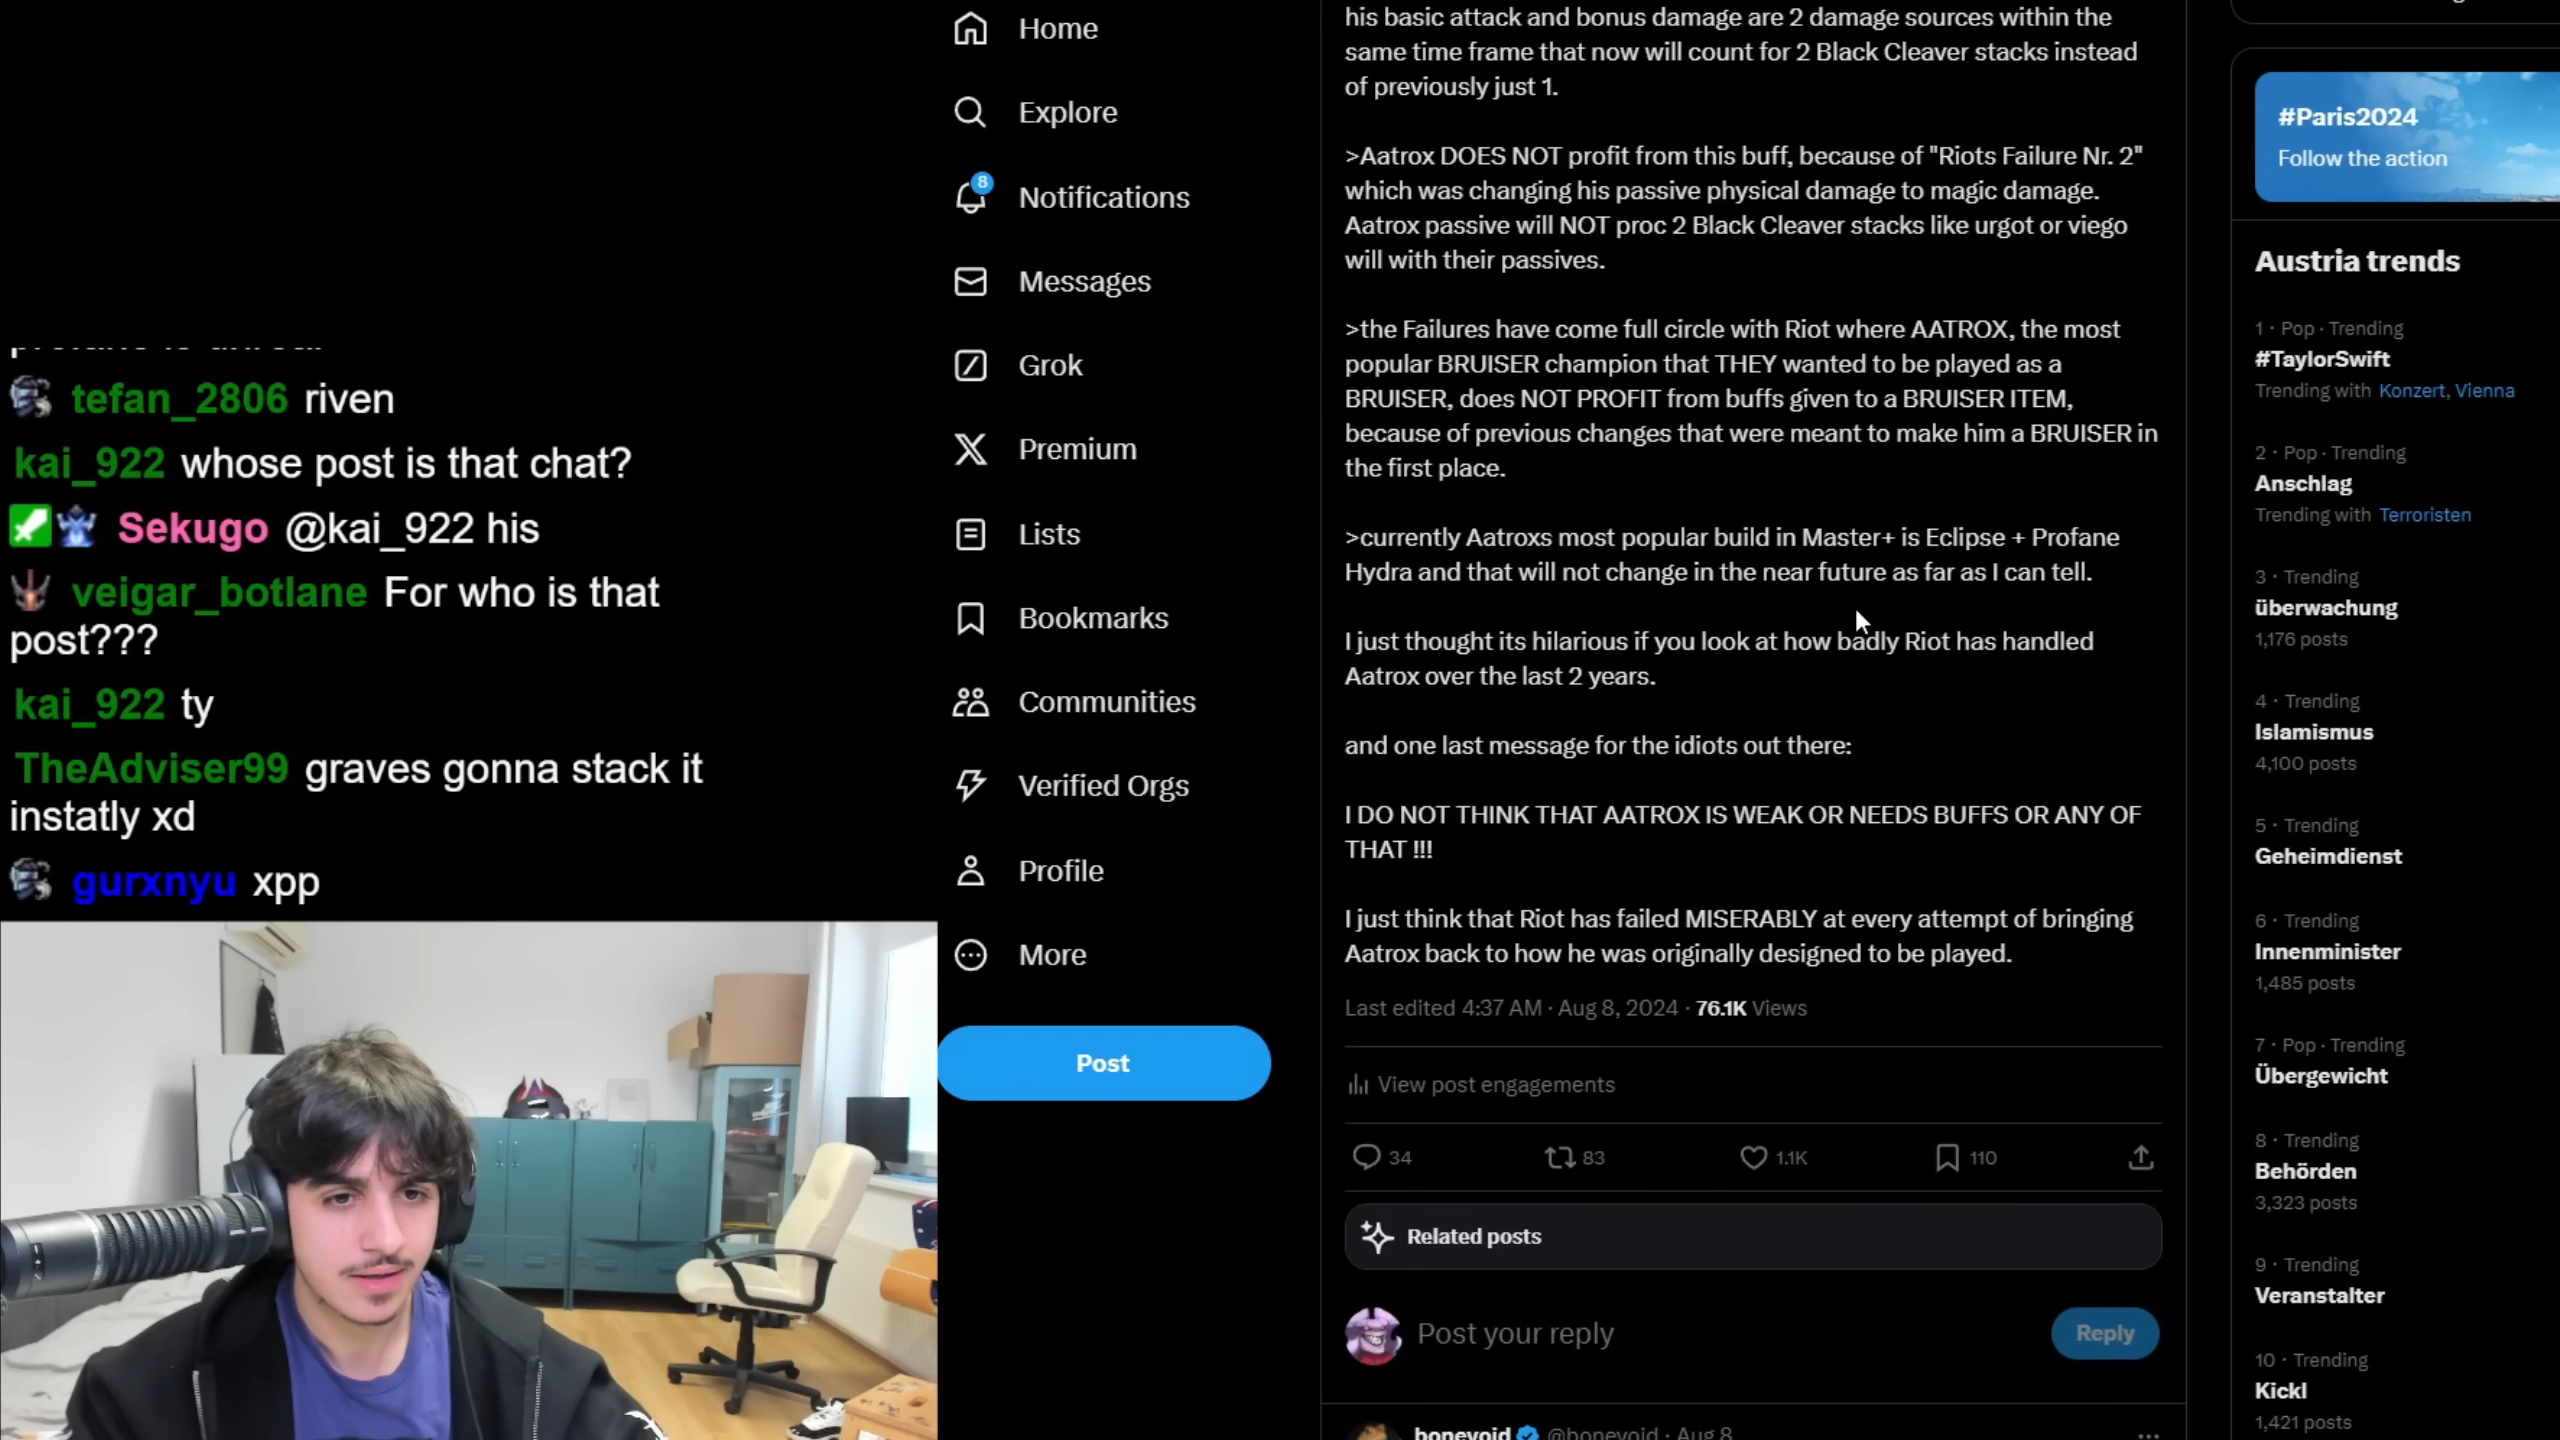 tefan_2806 riven
kai_922 whose post is that chat?
Sekugo @kai_922 his
veigar_botlane For who is that
post???
kai_922 ty
TheAdviser99 graves gonna stack it
instatly xd
gurxnyu xpp
Home
Explore
8
Notifications
Messages
Grok
Premium
Lists
Bookmarks
Communities
Verified Orgs
Profile
More
Post
his basic attack and bonus damage are 2 damage sources within the
same time frame that now will count for 2 Black Cleaver stacks instead
of previously just 1.
>Aatrox DOES NOT profit from this buff, because of "Riots Failure Nr. 2"
which was changing his passive physical damage to magic damage.
Aatrox passive will NOT proc 2 Black Cleaver stacks like urgot or viego
will with their passives.
>the Failures have come full circle with Riot where AATROX, the most
popular BRUISER champion that THEY wanted to be played as a
BRUISER, does NOT PROFIT from buffs given to a BRUISER ITEM,
because of previous changes that were meant to make him a BRUISER in
the first place.
>currently Aatroxs most popular build in Master+ is Eclipse + Profane
Hydra and that will not change in the near future as far as I can tell.
I just thought its hilarious if you look at how badly Riot has handled
Aatrox over the last 2 years.
and one last message for the idiots out there:
I DO NOT THINK THAT AATROX IS WEAK OR NEEDS BUFFS OR ANY OF
THAT !!!
I just think that Riot has failed MISERABLY at every attempt of bringing
Aatrox back to how he was originally designed to be played.
Last edited 4:37 AM · Aug 8, 2024 · 76.1K Views
View post engagements
34 83 1.1K 110
Related posts
Post your reply
Reply
bonevoid @bonevoid · Aug 8
#Paris2024
Follow the action
Austria trends
1 · Pop · Trending
#TaylorSwift
Trending with Konzert, Vienna
2 · Pop · Trending
Anschlag
Trending with Terroristen
3 · Trending
überwachung
1,176 posts
4 · Trending
Islamismus
4,100 posts
5 · Trending
Geheimdienst
6 · Trending
Innenminister
1,485 posts
7 · Pop · Trending
Übergewicht
8 · Trending
Behörden
3,323 posts
9 · Trending
Veranstalter
10 · Trending
Kickl
1,421 posts